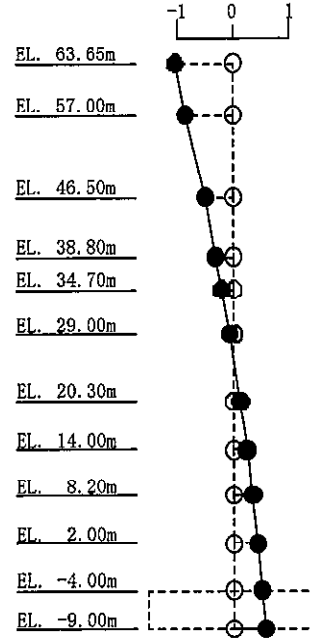 -1 0 1
EL. 63.65m
EL. 57.00m
EL. 46.50m
EL. 38.80m
EL. 34.70m
EL. 29.00m
EL. 20.30m
EL. 14.00m
EL. 8.20m
EL. 2.00m
EL. -4.00m
EL. -9.00m